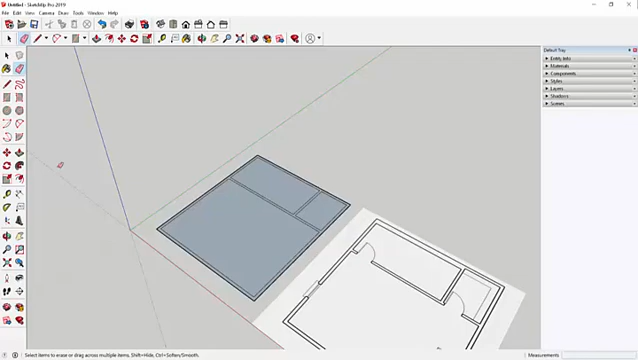 Untitled - SketchUp Pro 2019
File Edit View Camera Draw Tools Window Help
Default Tray
Entity Info
Materials
Components
Styles
Layers
Shadows
Scenes
Select items to erase or drag across multiple items. Shift=Hide, Ctrl=Soften/Smooth.
Measurements